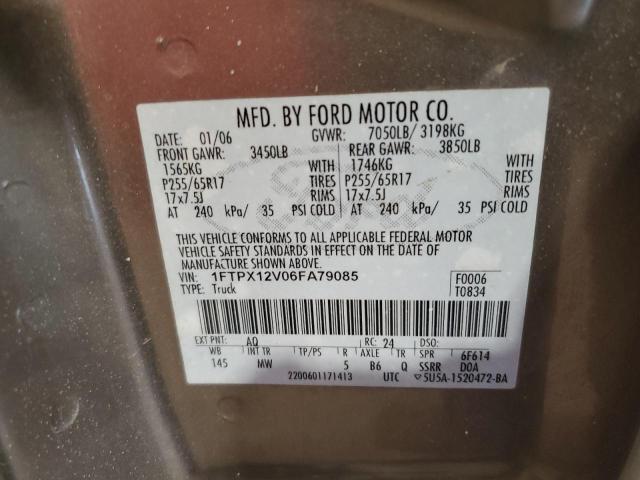 MFD. BY FORD MOTOR CO.
DATE: 01/06 GVWR: 7050LB/ 3198KG
FRONT GAWR: 3450LB REAR GAWR: 3850LB
1565KG WITH 1746KG WITH
P255/65R17 TIRES P255/65R17 TIRES
17x7.5J RIMS 17x7.5J RIMS
AT 240 kPa/ 35 PSI COLD AT 240 kPa/ 35 PSI COLD
THIS VEHICLE CONFORMS TO ALL APPLICABLE FEDERAL MOTOR
VEHICLE SAFETY STANDARDS IN EFFECT ON THE DATE OF
MANUFACTURE SHOWN ABOVE.
VIN: 1FTPX12V06FA79085 F0006
TYPE: Truck T0834
EXT PNT: AQ RC: 24 DSO:
WB INT TR TP/PS R AXLE TR SPR 6F614
145 MW 5 B6 Q SSRR DOA
2200601171413 UTC 5U5A-1520472-BA